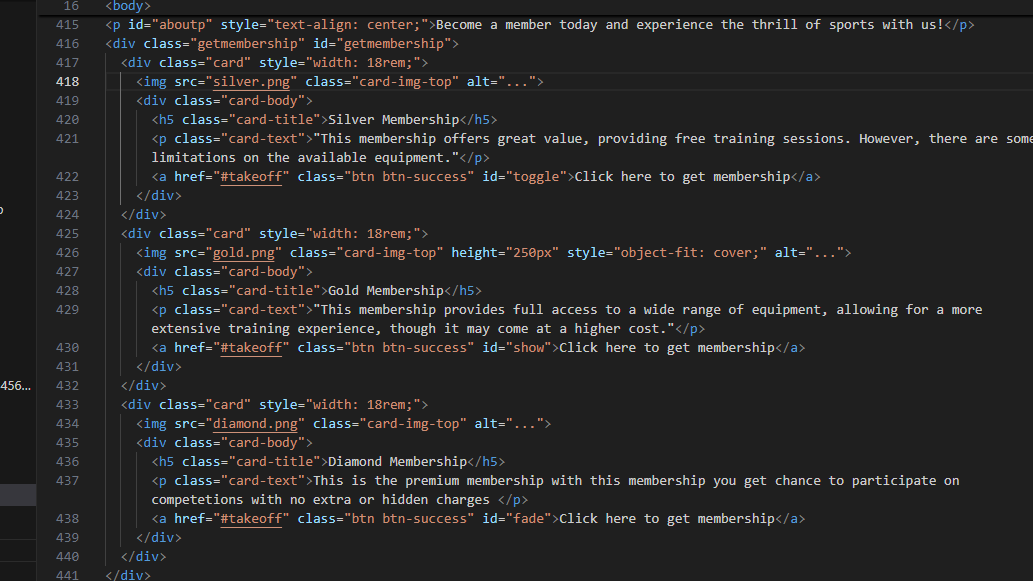 16 <body>
415 <p id="aboutp" style="text-align: center;">Become a member today and experience the thrill of sports with us!</p>
416 <div class="getmembership" id="getmembership">
417 <div class="card" style="width: 18rem;">
418 <img src="silver.png" class="card-img-top" alt="...">
419 <div class="card-body">
420 <h5 class="card-title">Silver Membership</h5>
421 <p class="card-text">"This membership offers great value, providing free training sessions. However, there are some
limitations on the available equipment."</p>
422 <a href="#takeoff" class="btn btn-success" id="toggle">Click here to get membership</a>
423 </div>
424 </div>
425 <div class="card" style="width: 18rem;">
426 <img src="gold.png" class="card-img-top" height="250px" style="object-fit: cover;" alt="...">
427 <div class="card-body">
428 <h5 class="card-title">Gold Membership</h5>
429 <p class="card-text">"This membership provides full access to a wide range of equipment, allowing for a more
extensive training experience, though it may come at a higher cost."</p>
430 <a href="#takeoff" class="btn btn-success" id="show">Click here to get membership</a>
431 </div>
456...
432 </div>
433 <div class="card" style="width: 18rem;">
434 <img src="diamond.png" class="card-img-top" alt="...">
435 <div class="card-body">
436 <h5 class="card-title">Diamond Membership</h5>
437 <p class="card-text">This is the premium membership with this membership you get chance to participate on
competetions with no extra or hidden charges </p>
438 <a href="#takeoff" class="btn btn-success" id="fade">Click here to get membership</a>
439 </div>
440 </div>
441 </div>